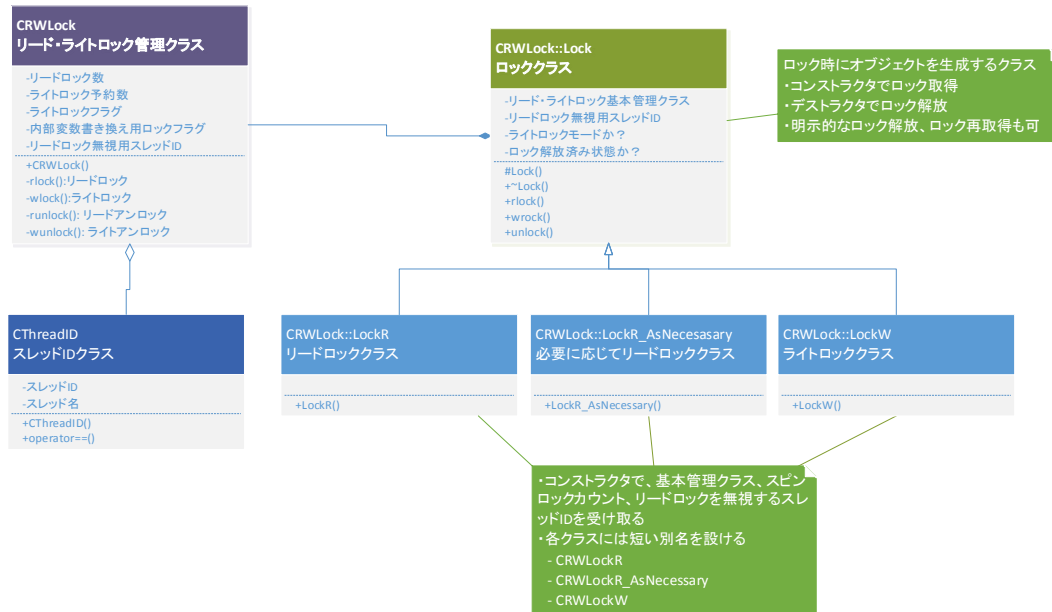 CRWLock
リード・ライトロック管理クラス
-リードロック数
-ライトロック予約数
-ライトロックフラグ
-内部変数書き換え用ロックフラグ
-リードロック無視用スレッドID
+CRWLock()
-rlock():リードロック
-wlock():ライトロック
-runlock(): リードアンロック
-wunlock(): ライトアンロック
CRWLock::Lock
ロッククラス
-リード・ライトロック基本管理クラス
-リードロック無視用スレッドID
-ライトロックモードか？
-ロック解放済み状態か？
#Lock()
+~Lock()
+rlock()
+wrock()
+unlock()
ロック時にオブジェクトを生成するクラス
・コンストラクタでロック取得
・デストラクタでロック解放
・明示的なロック解放、ロック再取得も可
CThreadID
スレッドIDクラス
-スレッドID
-スレッド名
+CThreadID()
+operator==()
CRWLock::LockR
リードロッククラス
+LockR()
CRWLock::LockR_AsNecesasary
必要に応じてリードロッククラス
+LockR_AsNecessary()
CRWLock::LockW
ライトロッククラス
+LockW()
・コンストラクタで、基本管理クラス、スピン
ロックカウント、リードロックを無視するスレ
ッドIDを受け取る
・各クラスには短い別名を設ける
- CRWLockR
- CRWLockR_AsNecessary
- CRWLockW